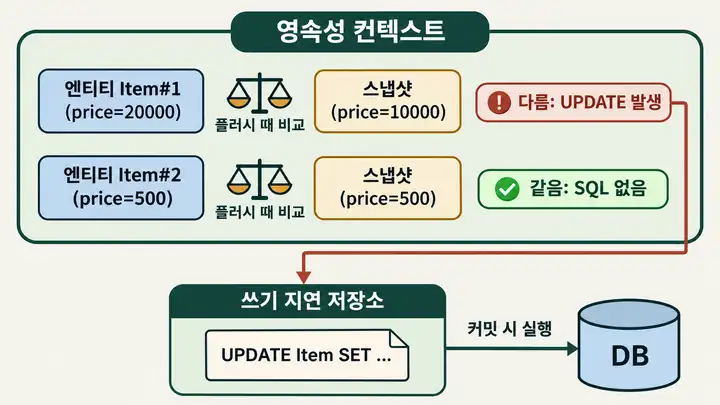 영속성 컨텍스트
엔티티 Item#1
(price=20000)
플러시 때 비교
스냅샷
(price=10000)
다름: UPDATE 발생
엔티티 Item#2
(price=500)
플러시 때 비교
스냅샷
(price=500)
같음: SQL 없음
쓰기 지연 저장소
UPDATE Item SET ...
커밋 시 실행
DB